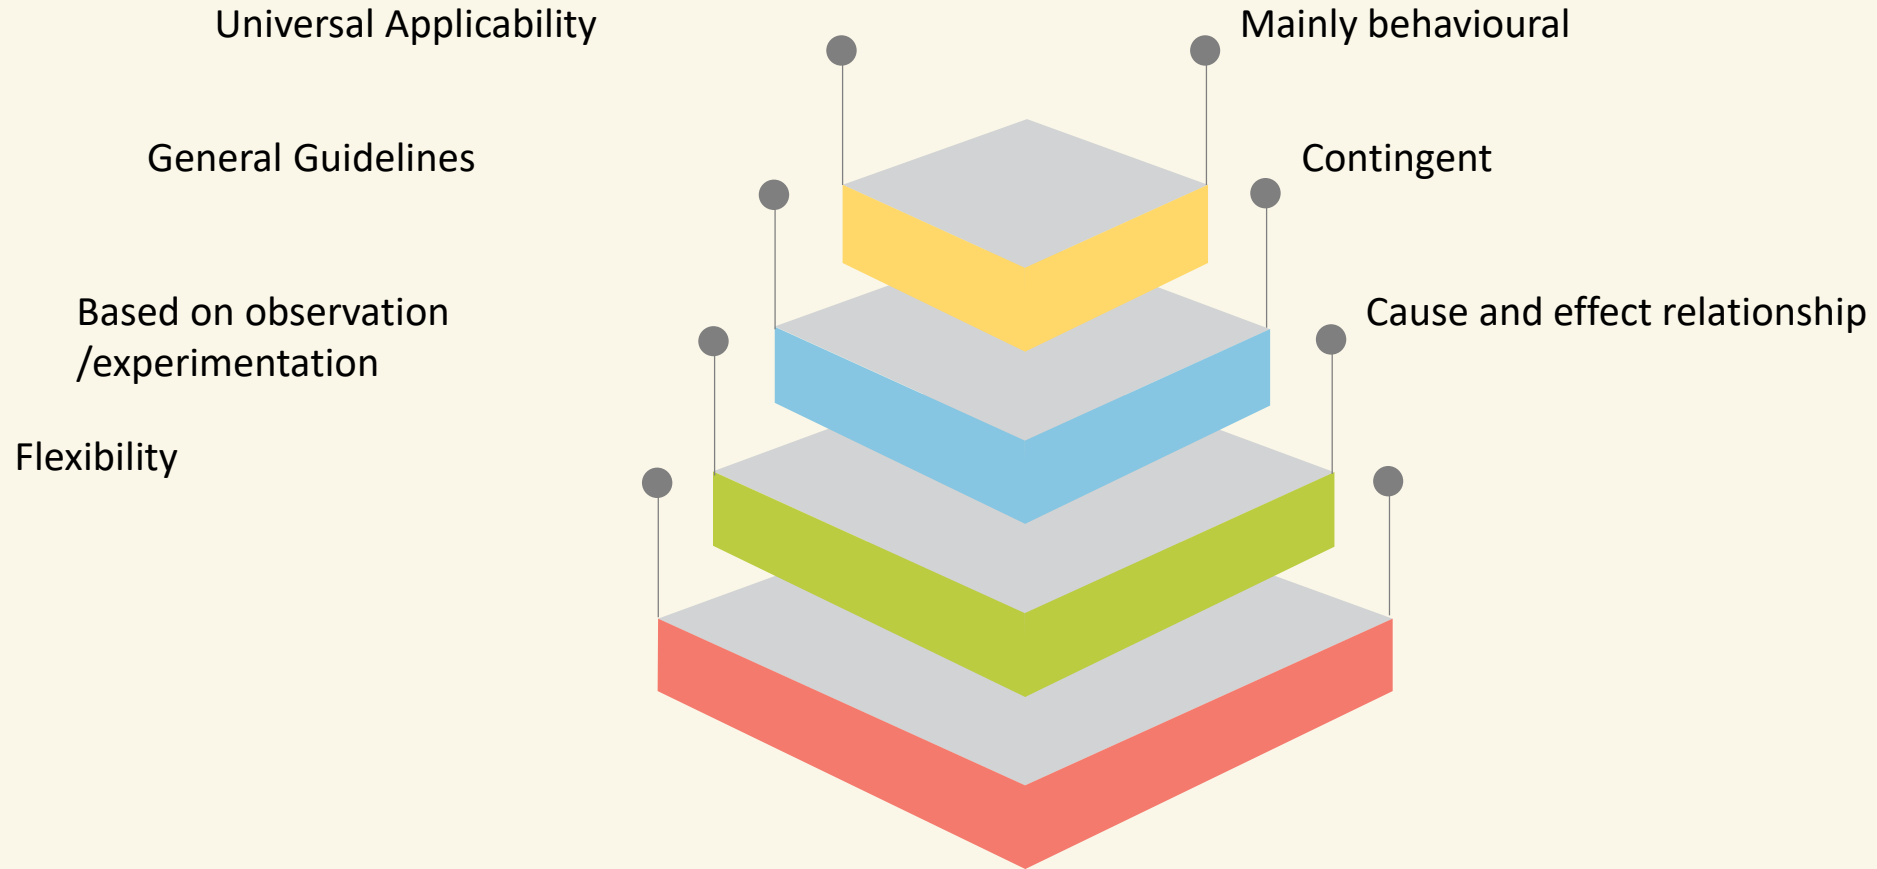 Universal Applicability
Mainly behavioural
General Guidelines
Contingent
Based on observation
/experimentation
Cause and effect relationship
Flexibility